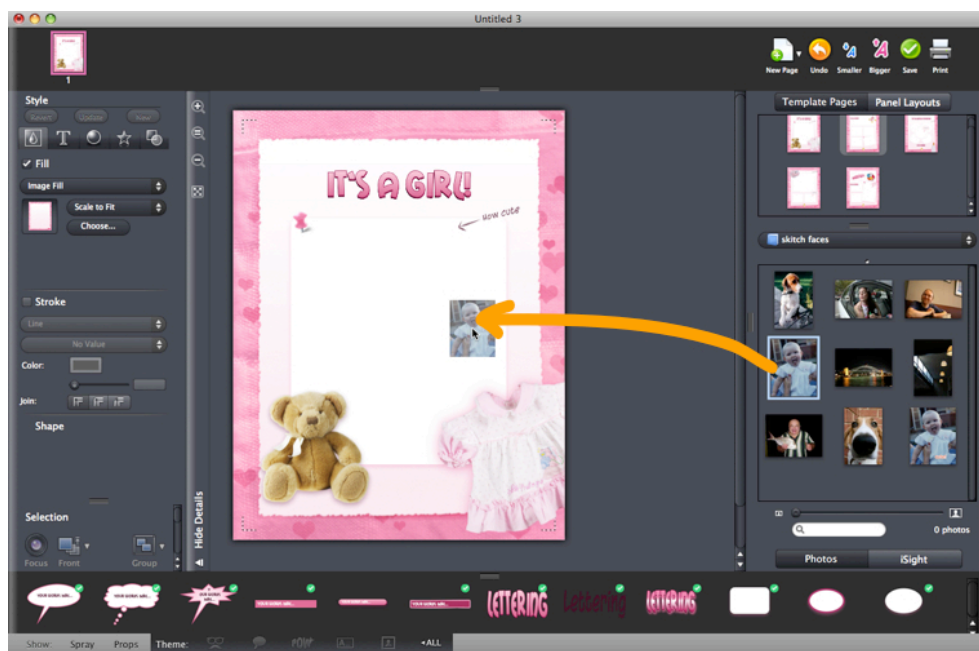 Untitled 3
1
New Page Undo Smaller Bigger Save Print
Style
Revert Update New
Fill
Image Fill
Scale to Fit
Choose...
Stroke
Line
No Value
Color:
Join:
Shape
Selection
Focus Front Group
Hide Details
IT'S A GIRL!
HOW CUTE
Template Pages Panel Layouts
skitch faces
0 photos
Photos iSight
LETTERING Lettering LETTERING
Show: Spray Props Theme: POW! ALL